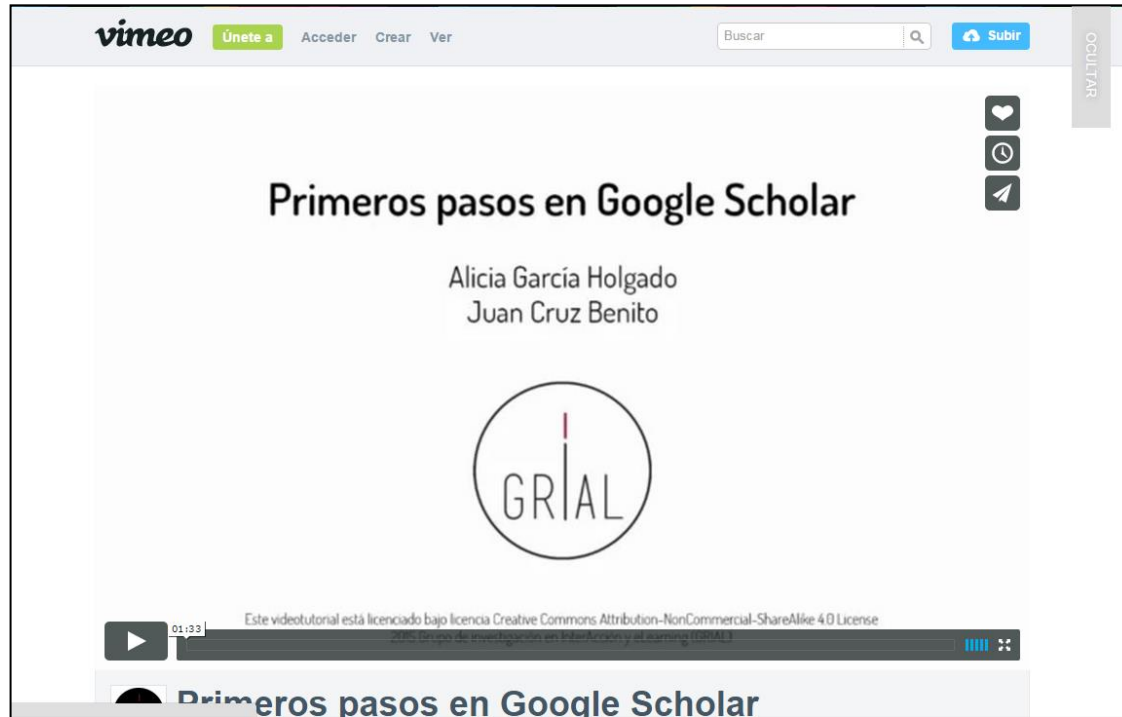 vimeo Únete a Acceder Crear Ver Buscar Subir
OCULTAR
Primeros pasos en Google Scholar
Alicia García Holgado
Juan Cruz Benito
GRIAL
Este videotutorial está licenciado bajo licencia Creative Commons Attribution-NonCommercial-ShareAlike 4.0 License
2015 Grupo de investigación en InterAcción y eLearning (GRIAL)
01:33
Primeros pasos en Google Scholar